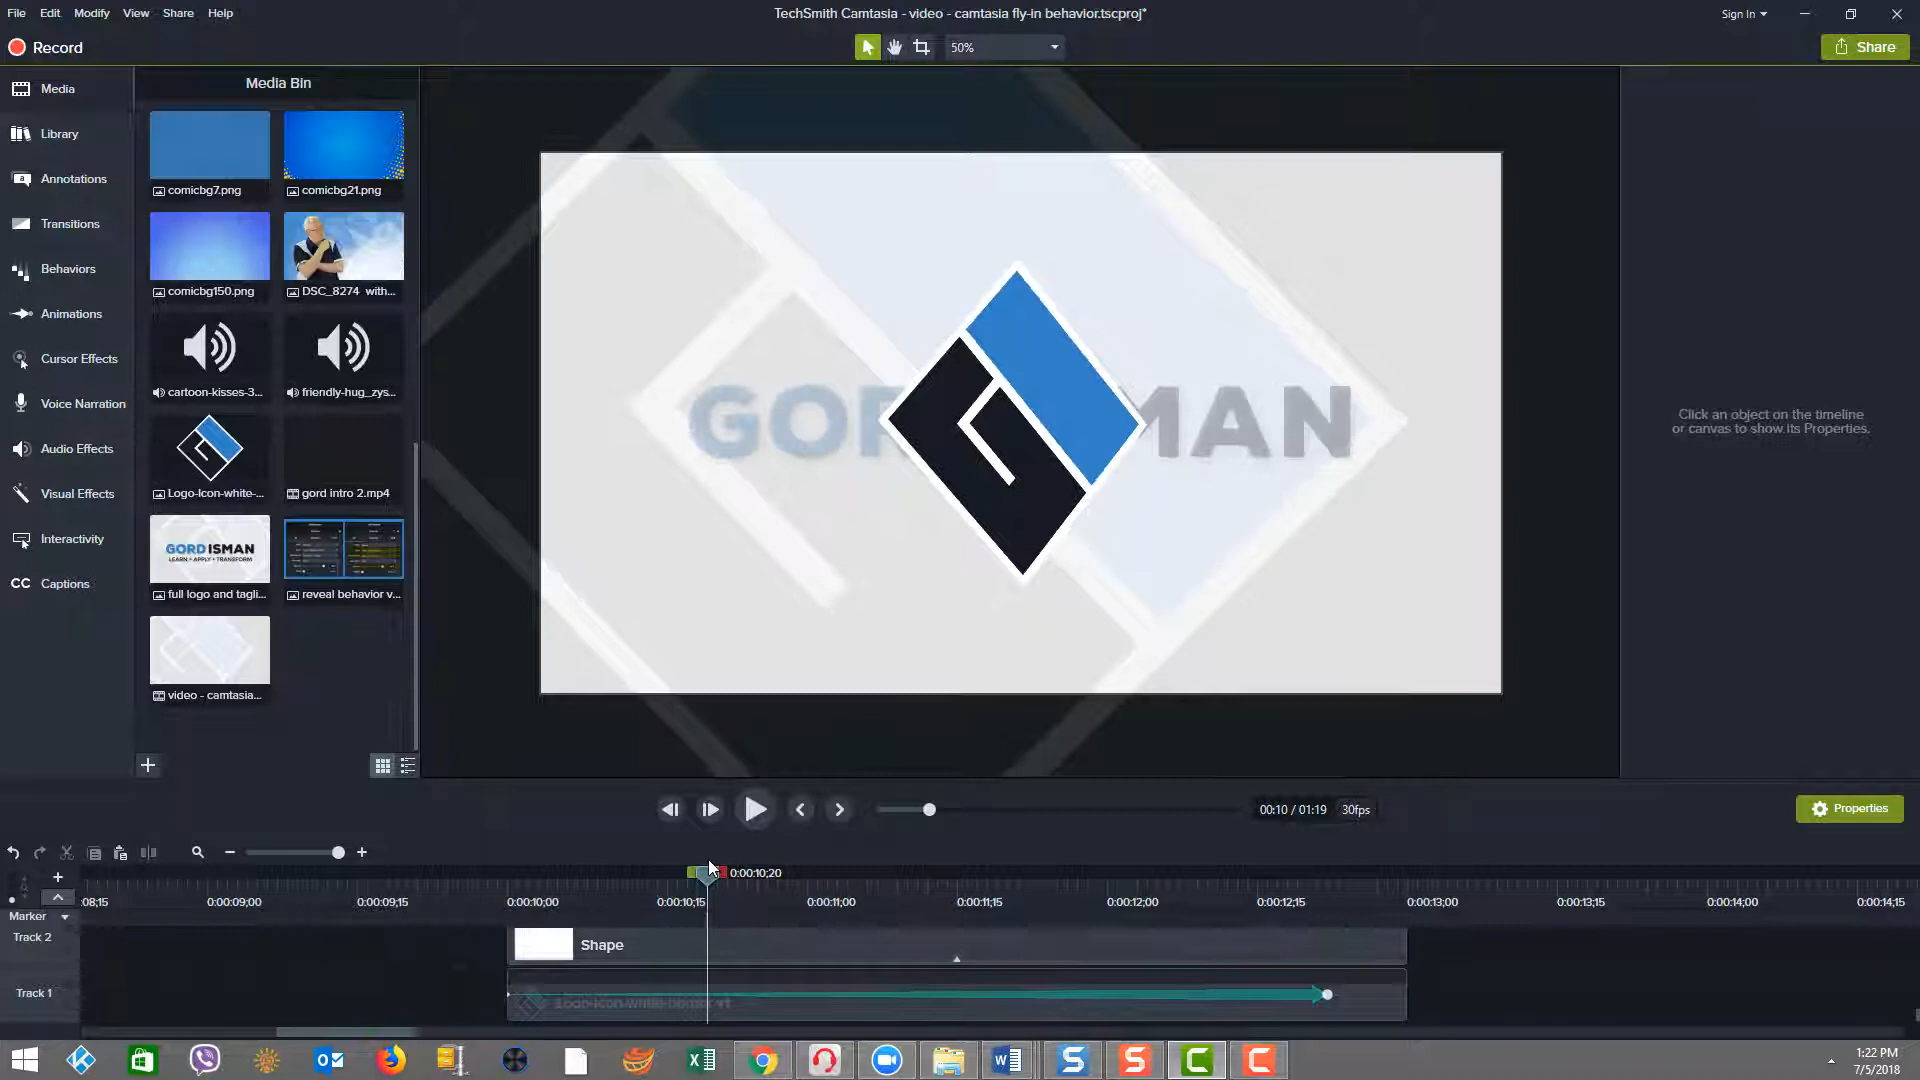 File Edit Modify View Share Help
TechSmith Camtasia - video - camtasia fly-in behavior.tscproj*
Sign In
Record
50%
Share
Media
Library
Annotations
Transitions
Behaviors
Animations
Cursor Effects
Voice Narration
Audio Effects
Visual Effects
Interactivity
CC Captions
Media Bin
comicbg7.png
comicbg21.png
comicbg150.png
DSC_8274 with...
cartoon-kisses-3...
friendly-hug_zys...
Logo-Icon-white-...
gord intro 2.mp4
GORD ISMAN
LEARN • APPLY • TRANSFORM
full logo and tagli...
reveal behavior v...
video - camtasia...
GOR MAN
Click an object on the timeline
or canvas to show its Properties.
00:10 / 01:19 30fps
Properties
0:00:10;20
:08;15 0:00:09;00 0:00:09;15 0:00:10;00 0:00:10;15 0:00:11;00 0:00:11;15 0:00:12;00 0:00:12;15 0:00:13;00 0:00:13;15 0:00:14;00 0:00:14;15
Marker
Track 2
Shape
Track 1
1:22 PM
7/5/2018